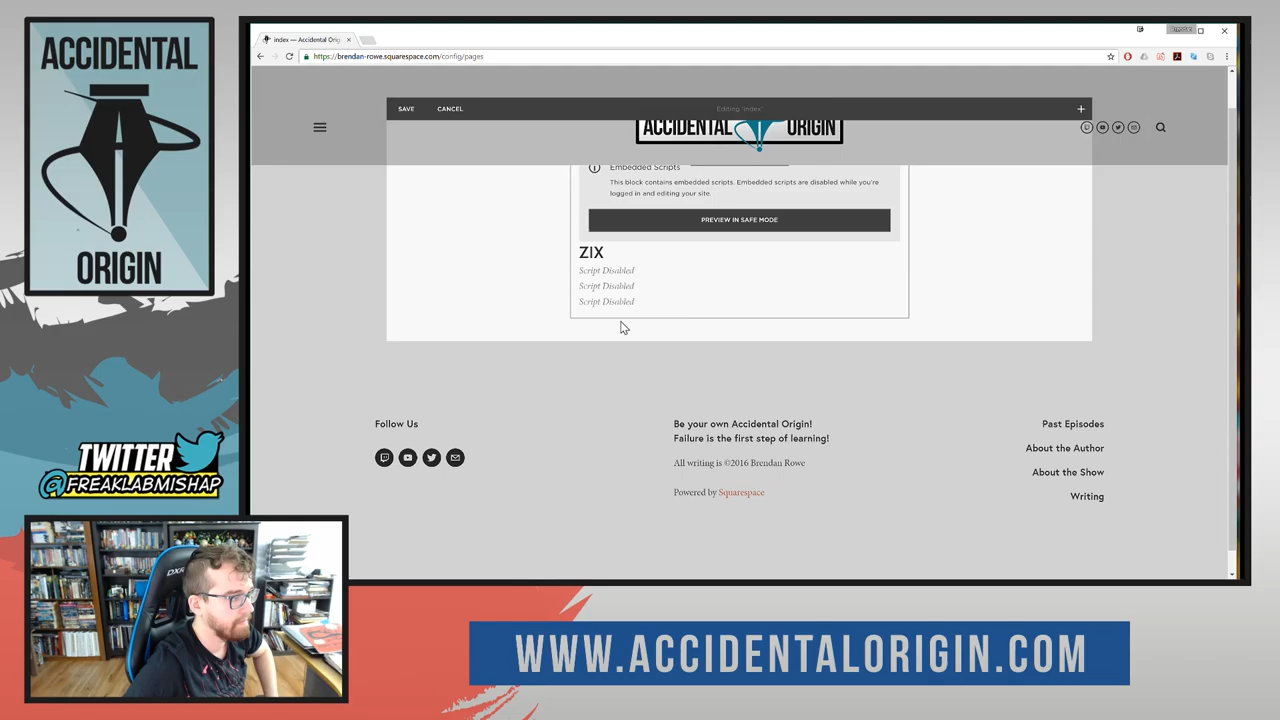 ACCIDENTAL
ORIGIN
index — Accidental Orig
https://brendan-rowe.squarespace.com/config/pages
SAVE
CANCEL
Editing 'index'
ACCIDENTAL ORIGIN
Embedded Scripts
This block contains embedded scripts. Embedded scripts are disabled while you're
logged in and editing your site.
PREVIEW IN SAFE MODE
ZIX
Script Disabled
Script Disabled
Script Disabled
Follow Us
Be your own Accidental Origin!
Failure is the first step of learning!
All writing is ©2016 Brendan Rowe
Powered by Squarespace
Past Episodes
About the Author
About the Show
Writing
TWITTER
@FREAKLABMISHAP
WWW.ACCIDENTALORIGIN.COM